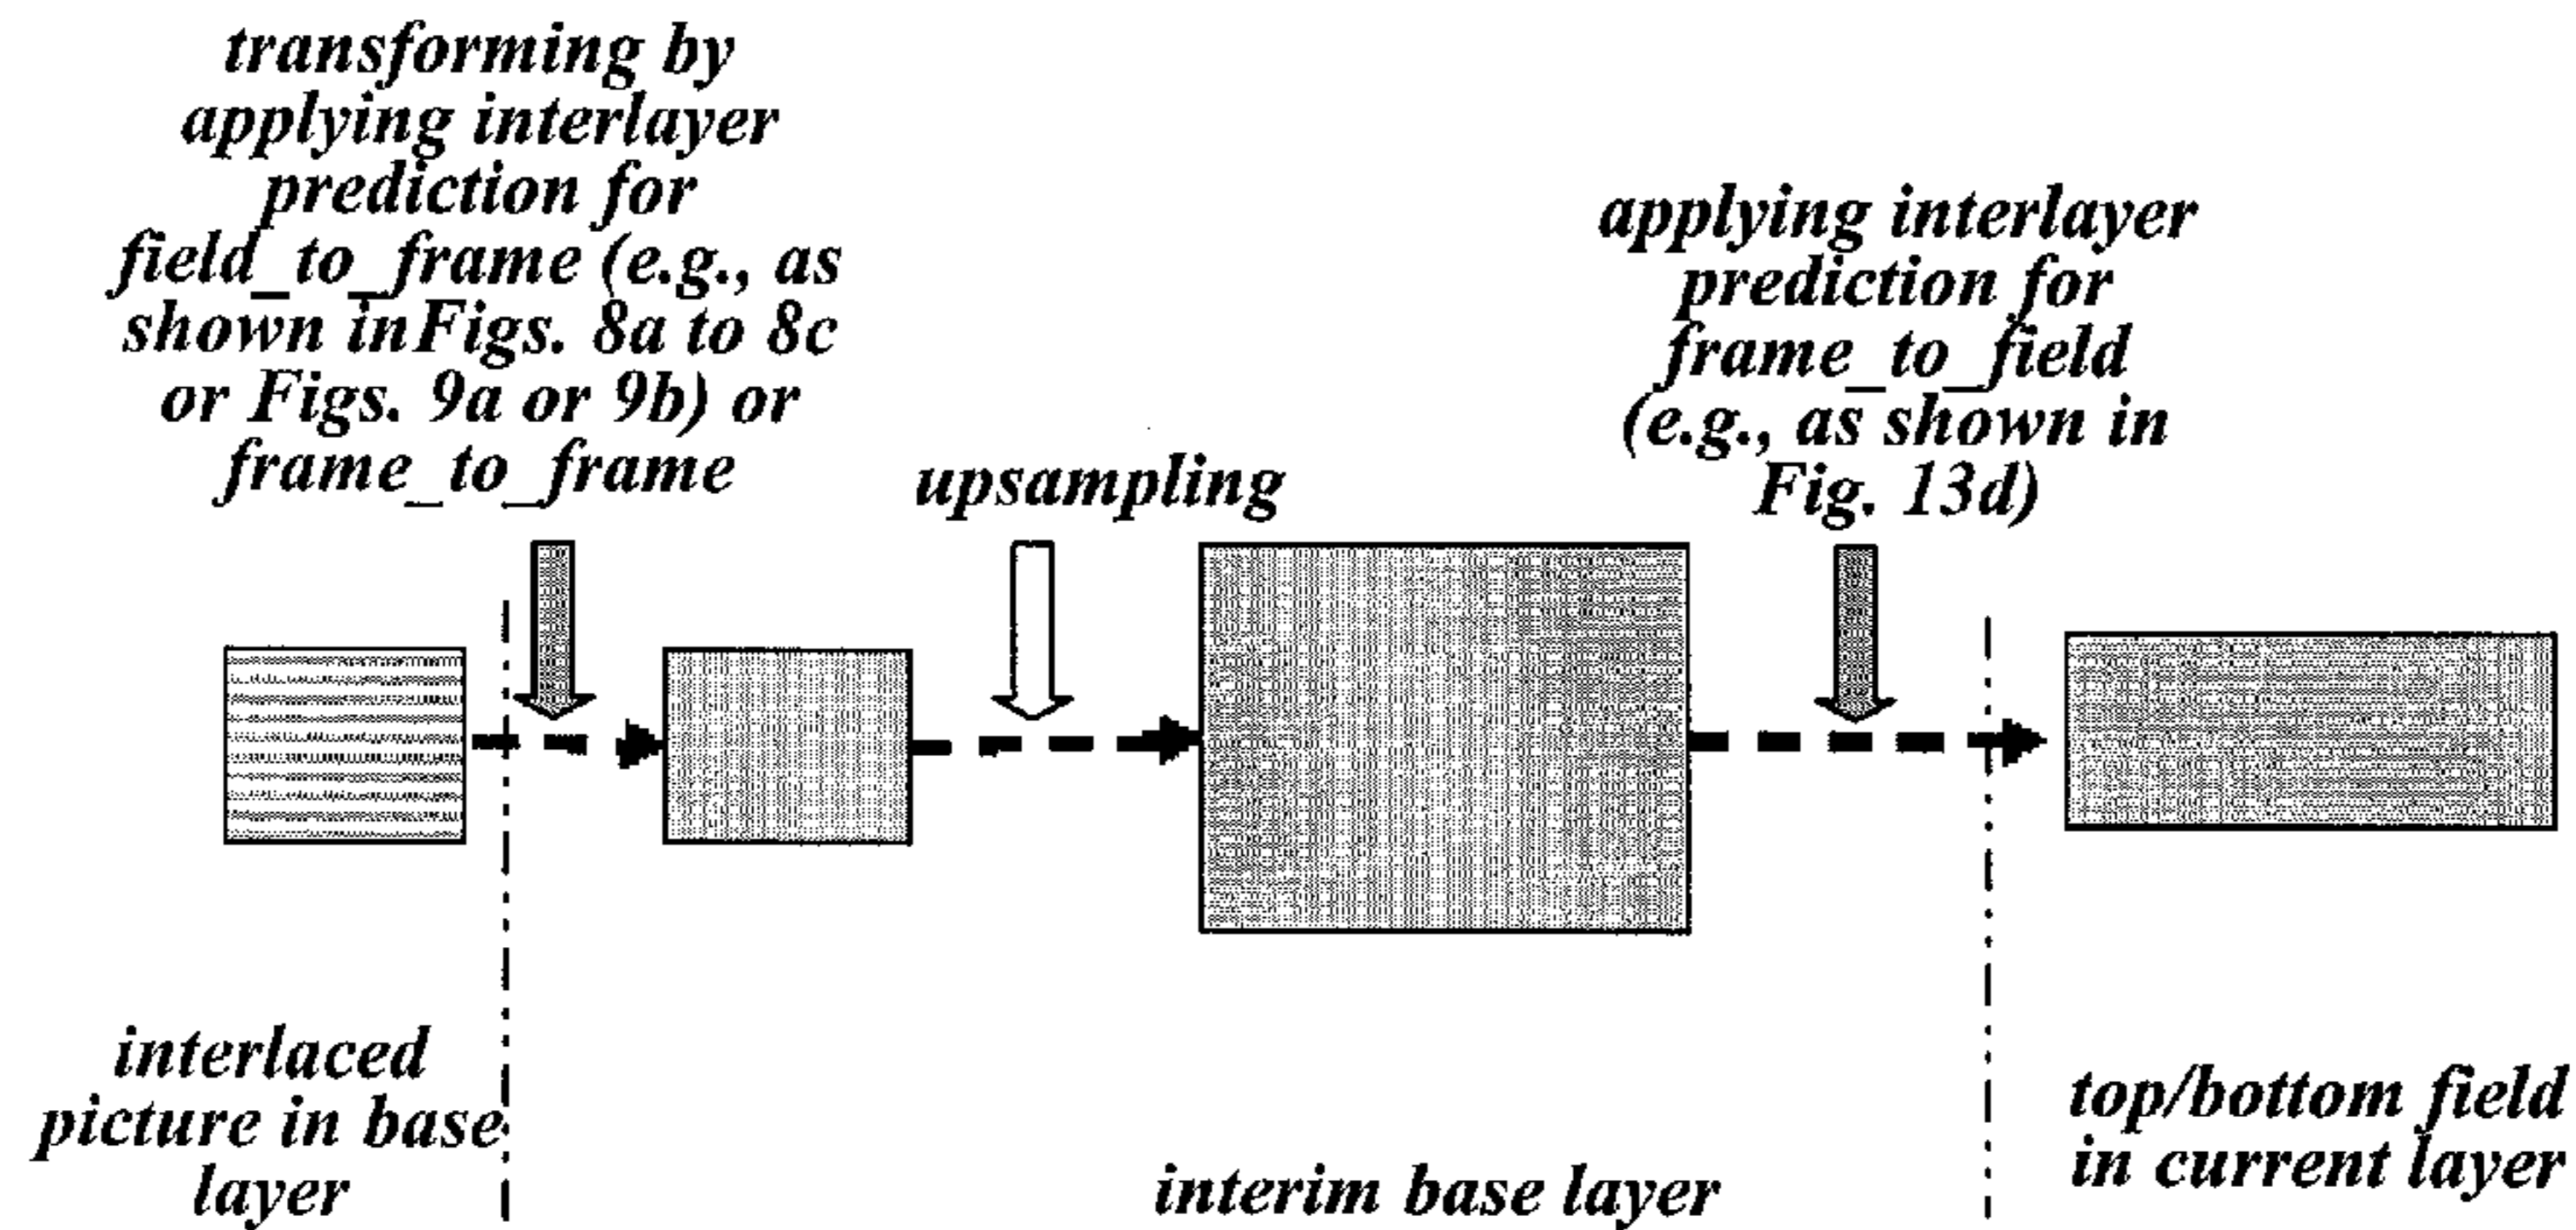 transforming by
applying interlayer
prediction for
field_to_frame (e.g., as
shown inFigs. 8a to 8c
or Figs. 9a or 9b) or
frame_to_frame
upsampling
applying interlayer
prediction for
frame_to_field
(e.g., as shown in
Fig. 13d)
interlaced
picture in base
layer
interim base layer
top/bottom field
in current layer